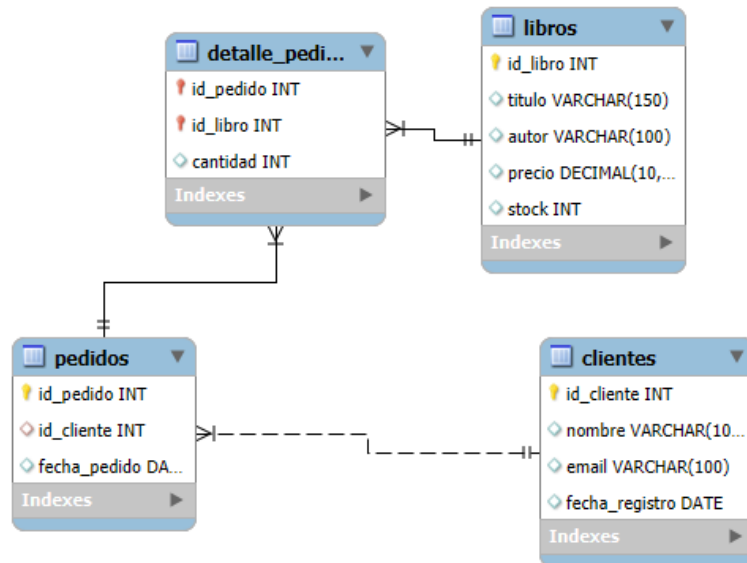 detalle_pedi...
id_pedido INT
id_libro INT
cantidad INT
Indexes
libros
id_libro INT
titulo VARCHAR(150)
autor VARCHAR(100)
precio DECIMAL(10,...
stock INT
Indexes
pedidos
id_pedido INT
id_cliente INT
fecha_pedido DA...
Indexes
clientes
id_cliente INT
nombre VARCHAR(10...
email VARCHAR(100)
fecha_registro DATE
Indexes